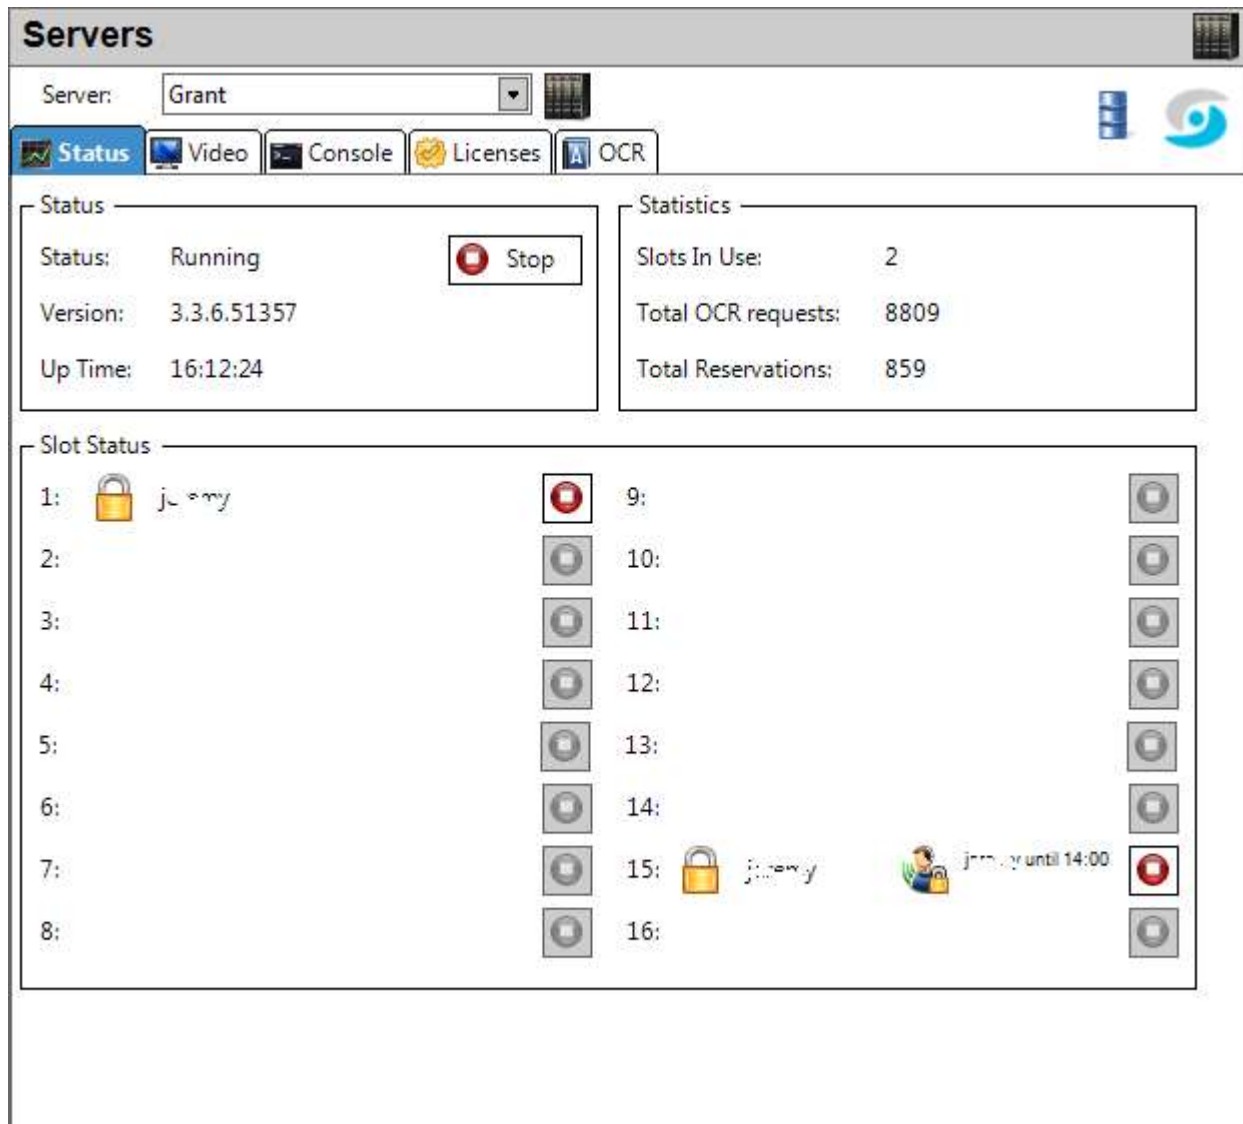 Servers
Server: Grant
Status Video Console Licenses OCR
Status
Status: Running Stop
Version: 3.3.6.51357
Up Time: 16:12:24
Statistics
Slots In Use: 2
Total OCR requests: 8809
Total Reservations: 859
Slot Status
1:
2:
3:
4:
5:
6:
7:
8:
9:
10:
11:
12:
13:
14:
15: until 14:00
16: